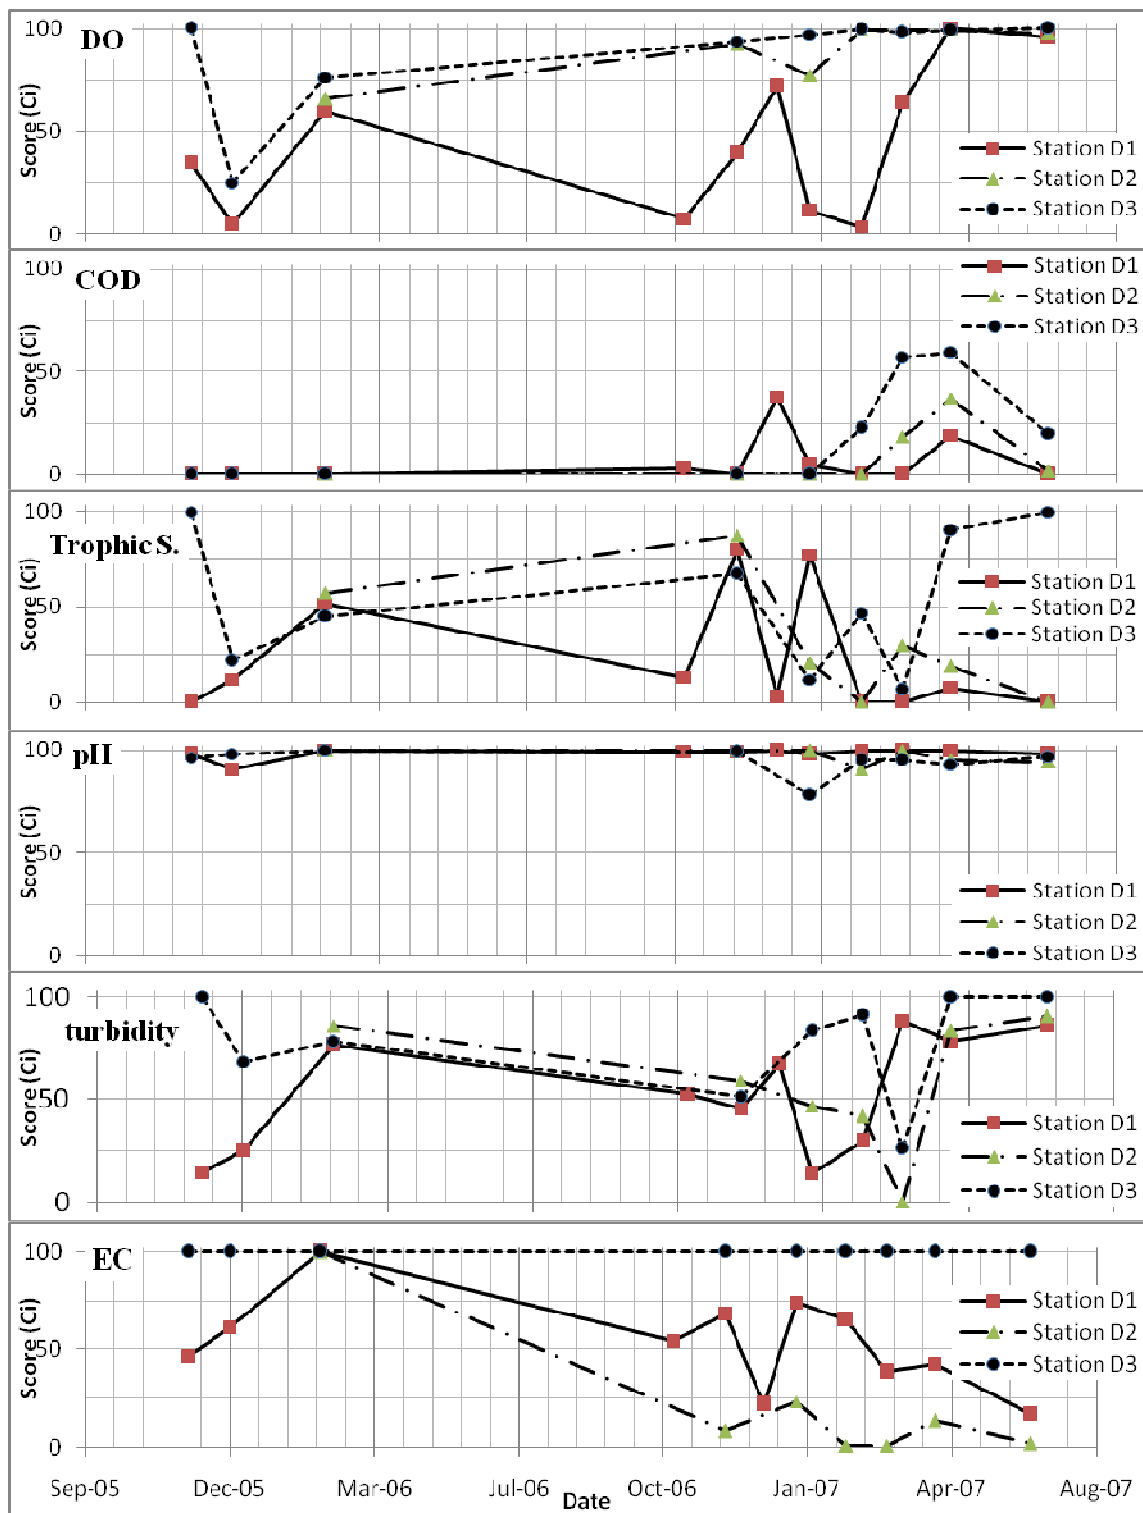 DO
100
50
0
Score (Ci)
Station D1
Station D2
Station D3
COD
100
50
0
Score (Ci)
Station D1
Station D2
Station D3
Trophic S.
100
50
0
Score (Ci)
Station D1
Station D2
Station D3
pH
100
50
0
Score (Ci)
Station D1
Station D2
Station D3
turbidity
100
50
0
Score (Ci)
Station D1
Station D2
Station D3
EC
100
50
0
Score (Ci)
Station D1
Station D2
Station D3
Sep-05 Dec-05 Mar-06 Jul-06 Oct-06 Jan-07 Apr-07 Aug-07
Date